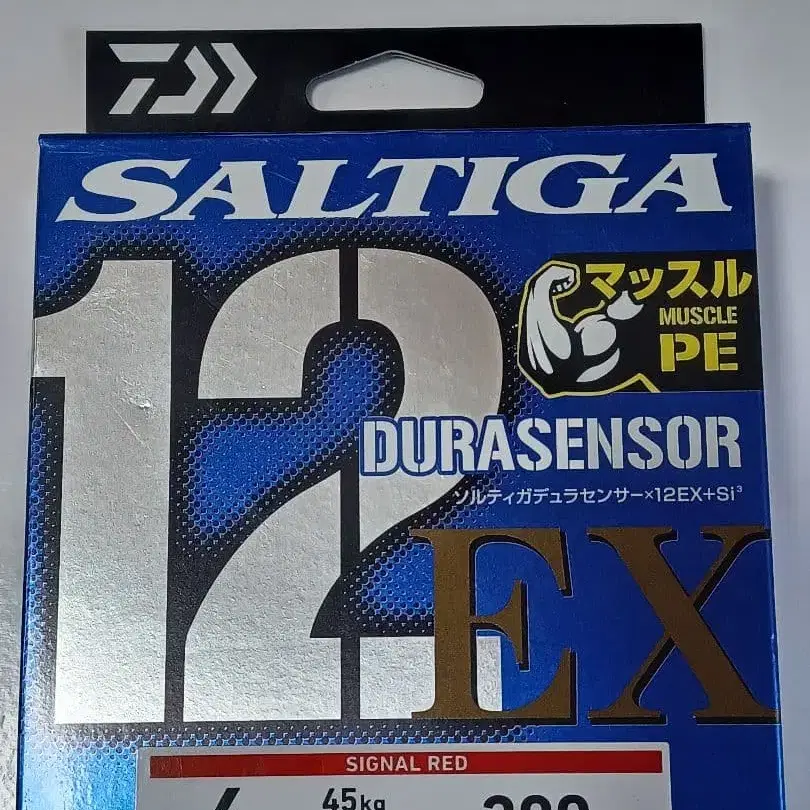 SALTIGA
12
マッスル
MUSCLE
PE
DURASENSOR
ソルティガデュラセンサー×12EX+Si³
EX
SIGNAL RED
45kg